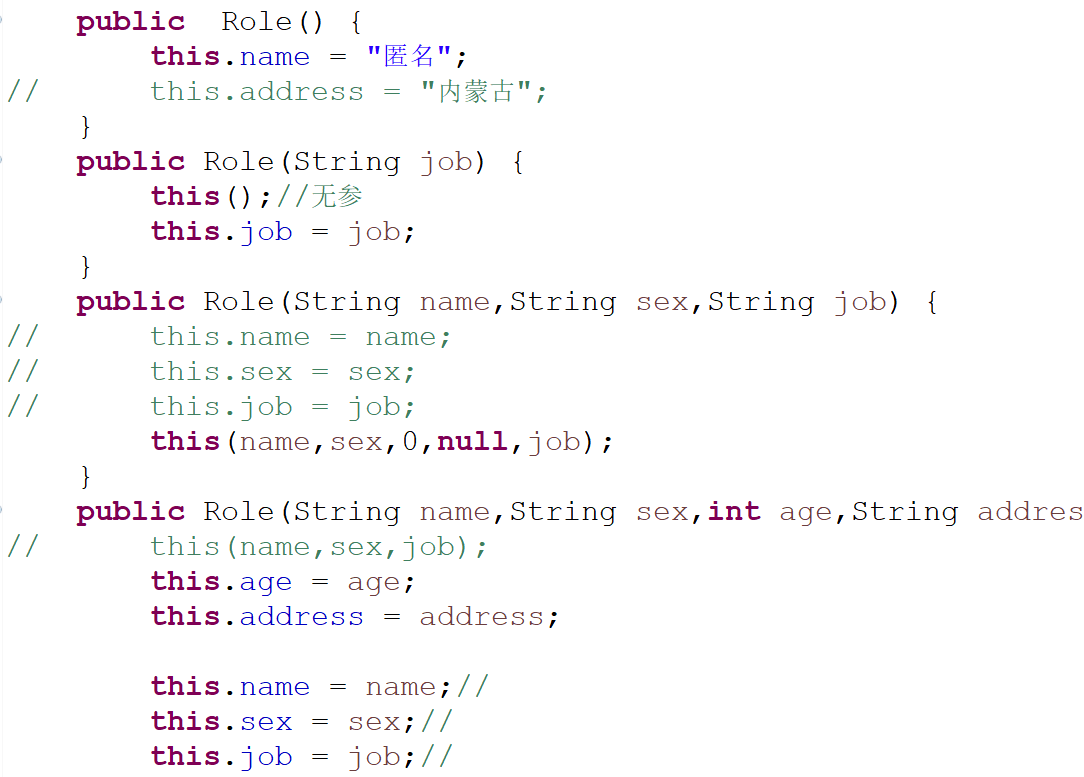 public  Role() {
this.name = "匿名";
//      this.address = "内蒙古";
}
public Role(String job) {
this();//无参
this.job = job;
}
public Role(String name,String sex,String job) {
//      this.name = name;
//      this.sex = sex;
//      this.job = job;
this(name,sex,0,null,job);
}
public Role(String name,String sex,int age,String addres
//      this(name,sex,job);
this.age = age;
this.address = address;
this.name = name;//
this.sex = sex;//
this.job = job;//